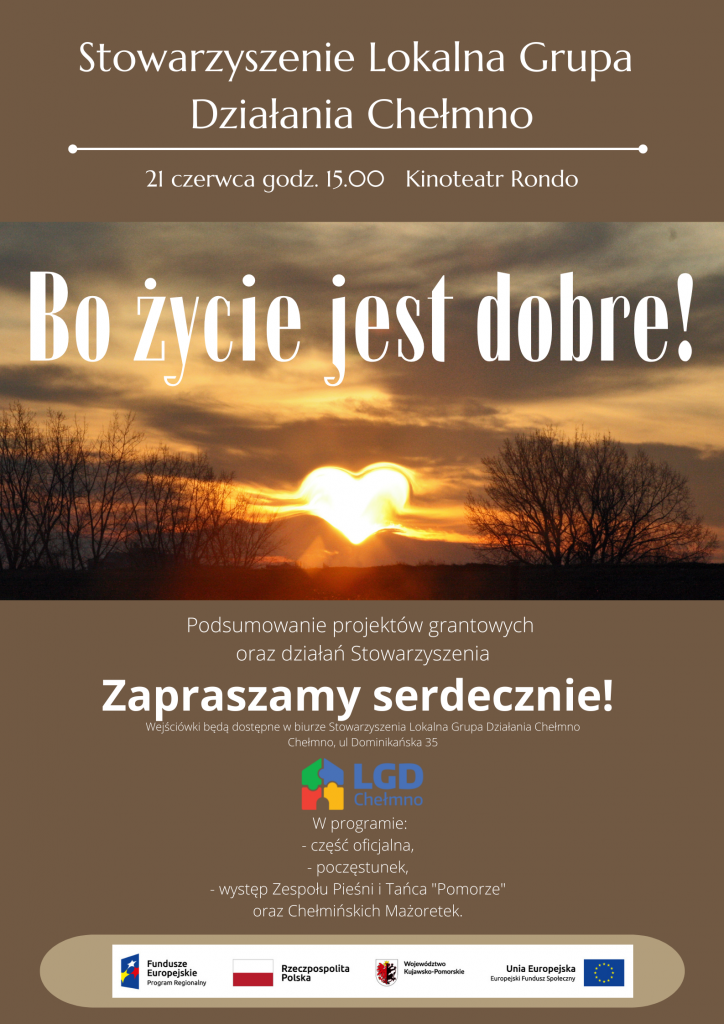 Stowarzyszenie Lokalna Grupa
Działania Chełmno
21 czerwca godz. 15.00 Kinoteatr Rondo
Bo życie jest dobre!
Podsumowanie projektów grantowych
oraz działań Stowarzyszenia
Zapraszamy serdecznie!
Wejściówki będą dostępne w biurze Stowarzyszenia Lokalna Grupa Działania Chełmno
Chełmno, ul Dominikańska 35
LGD
Chełmno
W programie:
- część oficjalna,
- poczęstunek,
- występ Zespołu Pieśni i Tańca "Pomorze"
oraz Chełmińskich Mażoretek.
Fundusze
Europejskie
Program Regionalny
Rzeczpospolita
Polska
Województwo
Kujawsko-Pomorskie
Unia Europejska
Europejski Fundusz Społeczny